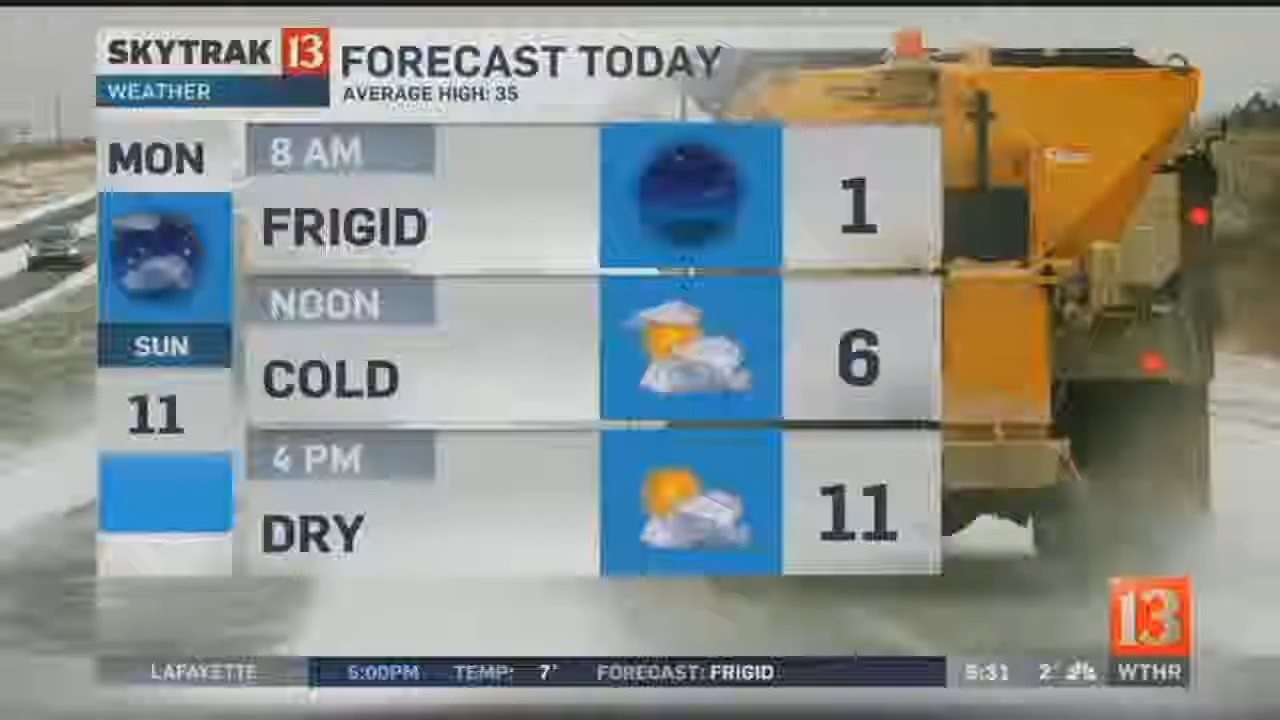 SKYTRAK 13
WEATHER
FORECAST TODAY
AVERAGE HIGH: 35
MON
SUN
11
8 AM
FRIGID
1
NOON
COLD
6
4 PM
DRY
11
13
WTHR
LAFAYETTE 5:00PM TEMP: 7° FORECAST: FRIGID 5:31 2°